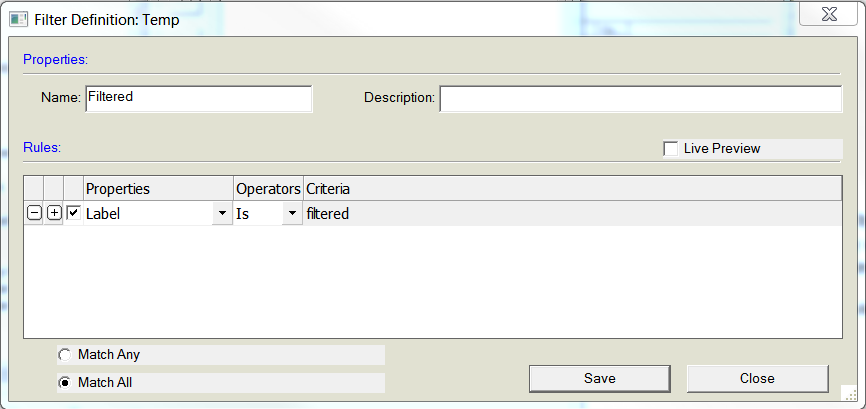 Filter Definition: Temp
Properties:
Name: Filtered Description:
Rules:
Live Preview
Properties Operators Criteria
Label Is filtered
Match Any
Match All
Save Close